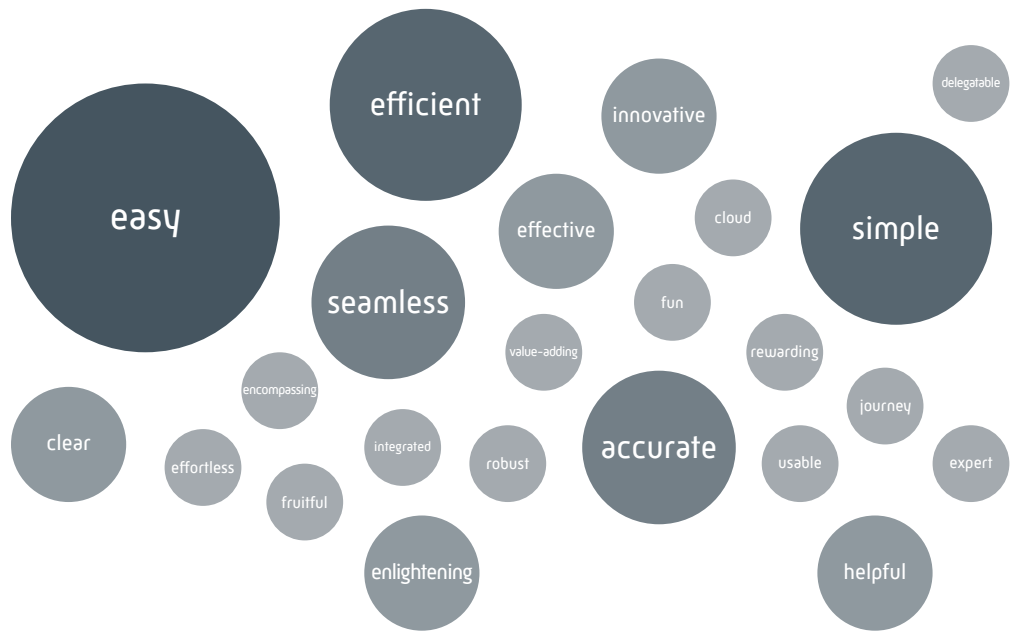 delegatable
efficient
innovative
easy
effective
cloud
simple
seamless
fun
value-adding
rewarding
encompassing
journey
clear
effortless
integrated
robust
accurate
usable
expert
fruitful
enlightening
helpful